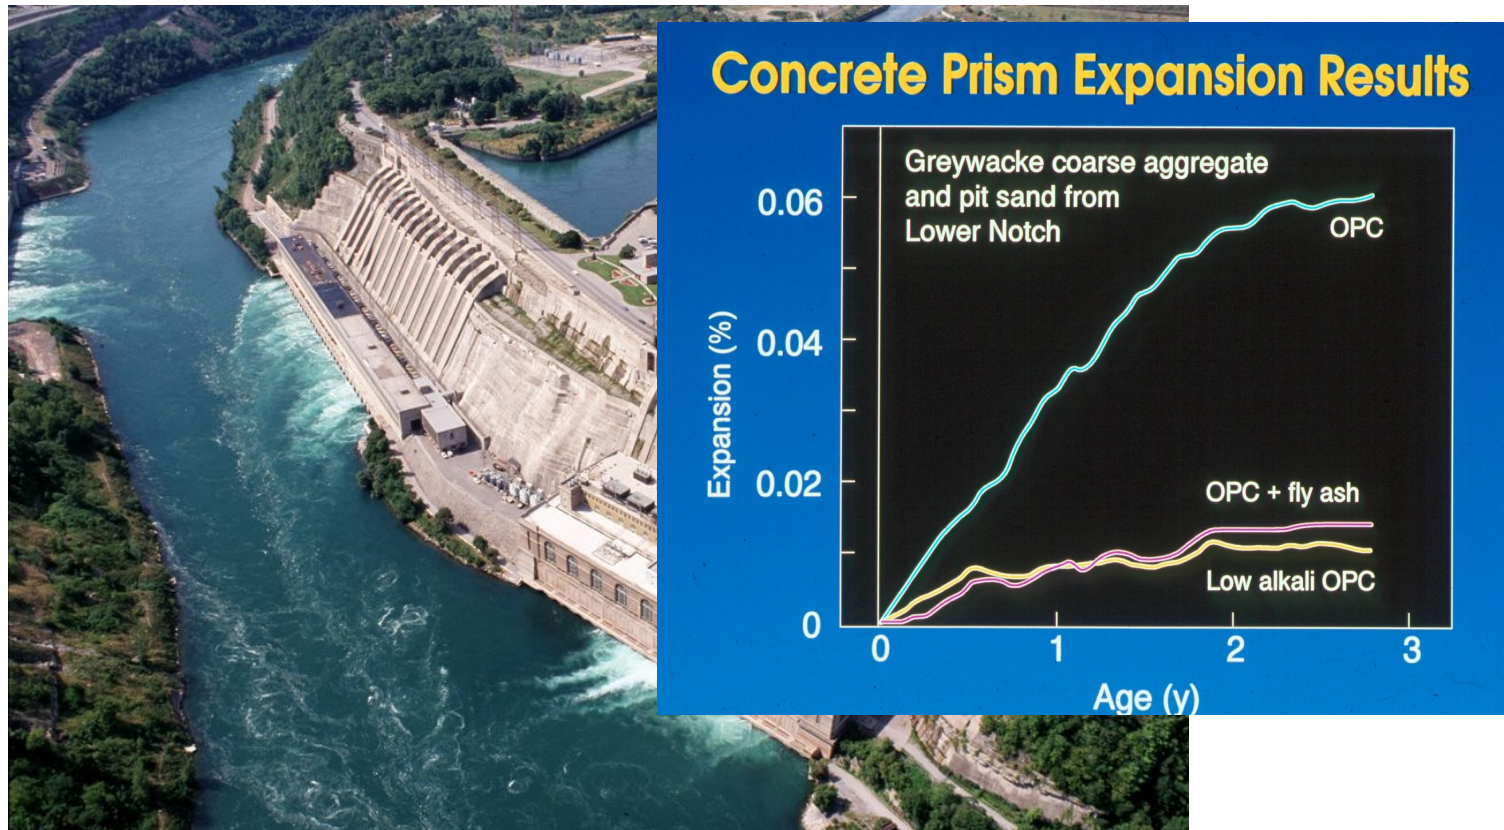 Concrete Prism Expansion Results
Greywacke coarse aggregate
and pit sand from
Lower Notch
0.06
0.04
0.02
0
Expansion (%)
OPC
OPC + fly ash
Low alkali OPC
0
1
2
3
Age (y)